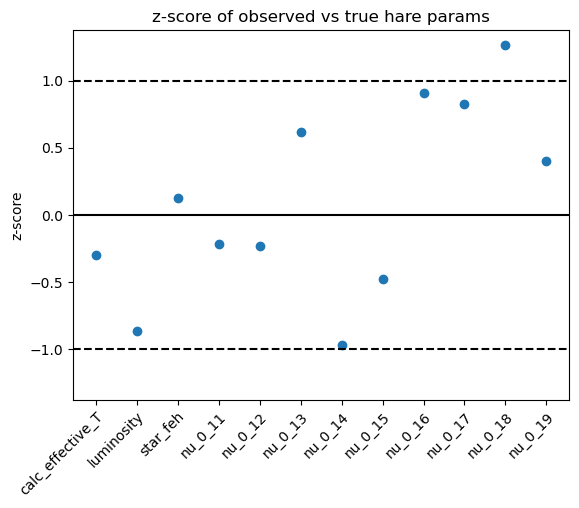 z-score of observed vs true hare params
z-score
1.0
0.5
0.0
−0.5
−1.0
calc_effective_T
luminosity
star_feh
nu_0_11
nu_0_12
nu_0_13
nu_0_14
nu_0_15
nu_0_16
nu_0_17
nu_0_18
nu_0_19